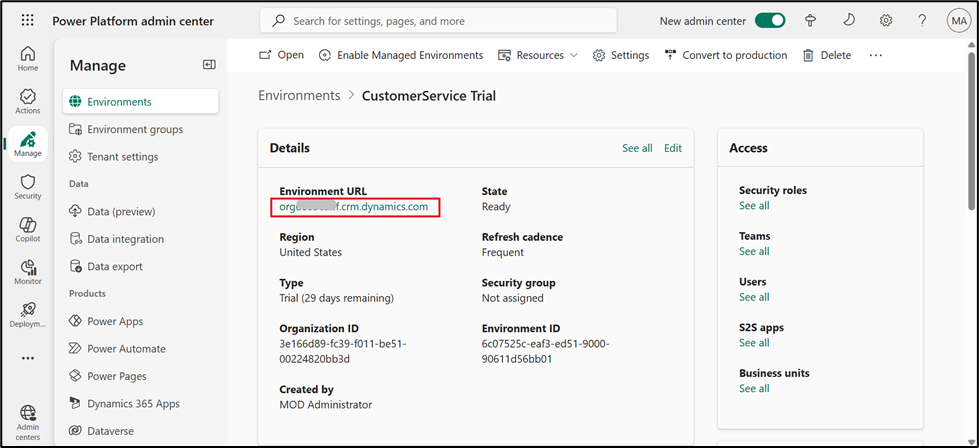 Power Platform admin center
Search for settings, pages, and more
New admin center
MA
Home
Actions
Manage
Security
Copilot
Monitor
Deploym...
Admin centers
Manage
Environments
Environment groups
Tenant settings
Data
Data (preview)
Data integration
Data export
Products
Power Apps
Power Automate
Power Pages
Dynamics 365 Apps
Dataverse
Open
Enable Managed Environments
Resources
Settings
Convert to production
Delete
Environments > CustomerService Trial
Details
See all
Edit
Environment URL
f.crm.dynamics.com
State
Ready
Region
United States
Refresh cadence
Frequent
Type
Trial (29 days remaining)
Security group
Not assigned
Organization ID
3e166d89-fc39-f011-be51-
00224820bb3d
Environment ID
6c07525c-eaf3-ed51-9000-
90611d56bb01
Created by
MOD Administrator
Access
Security roles
See all
Teams
See all
Users
See all
S2S apps
See all
Business units
See all